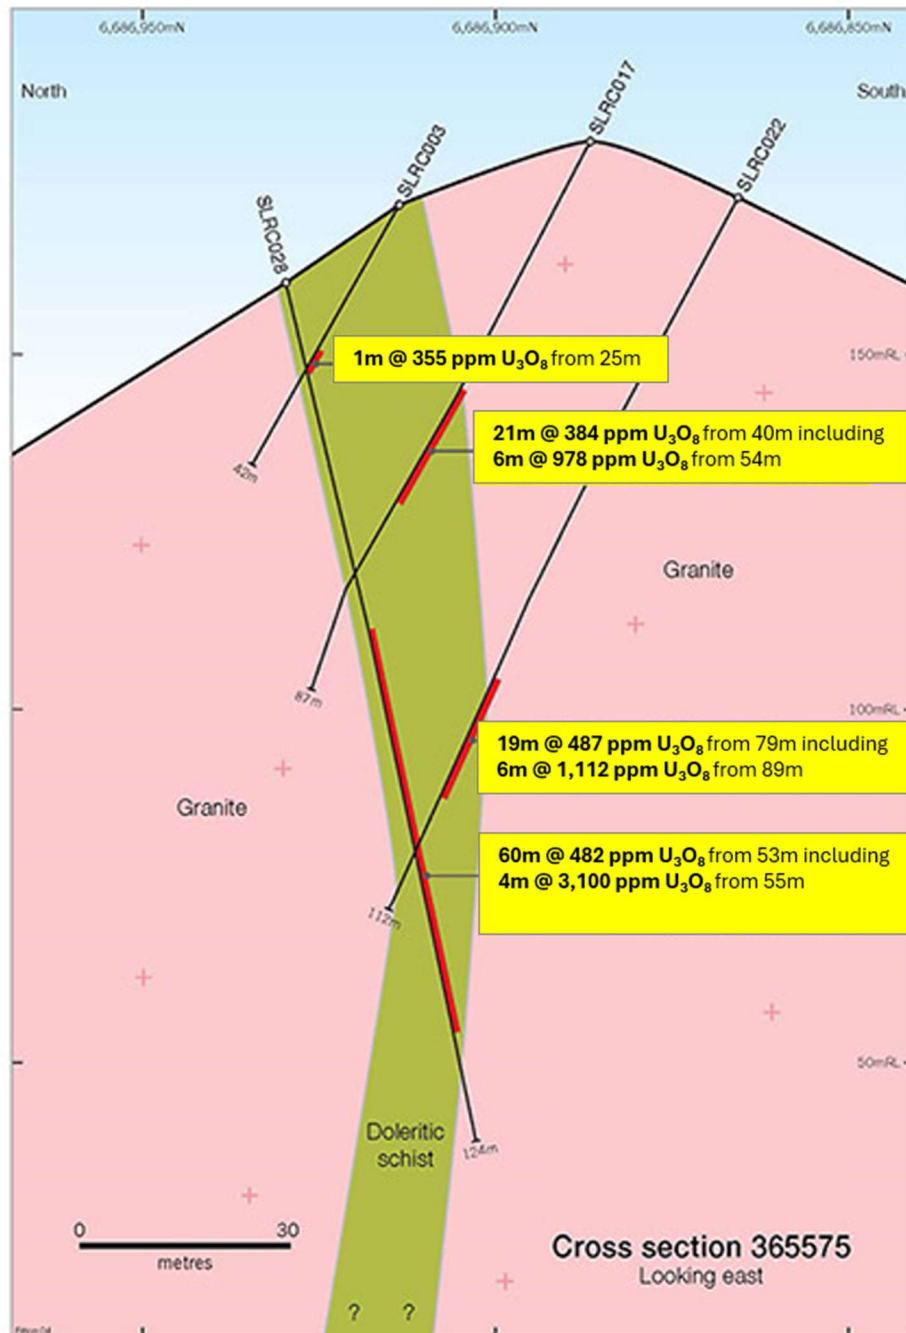 6,686,950mN
6,686,900mN
6,686,850mN
North
South
SLRC017
SLRC003
SLRC022
SLRC028
1m @ 355 ppm U₃O₈ from 25m
150mRL
21m @ 384 ppm U₃O₈ from 40m including
6m @ 978 ppm U₃O₈ from 54m
42m
Granite
87m
100mRL
19m @ 487 ppm U₃O₈ from 79m including
6m @ 1,112 ppm U₃O₈ from 89m
Granite
60m @ 482 ppm U₃O₈ from 53m including
4m @ 3,100 ppm U₃O₈ from 55m
112m
50mRL
Doleritic
schist
124m
0 30
metres
Cross section 365575
Looking east
? ?